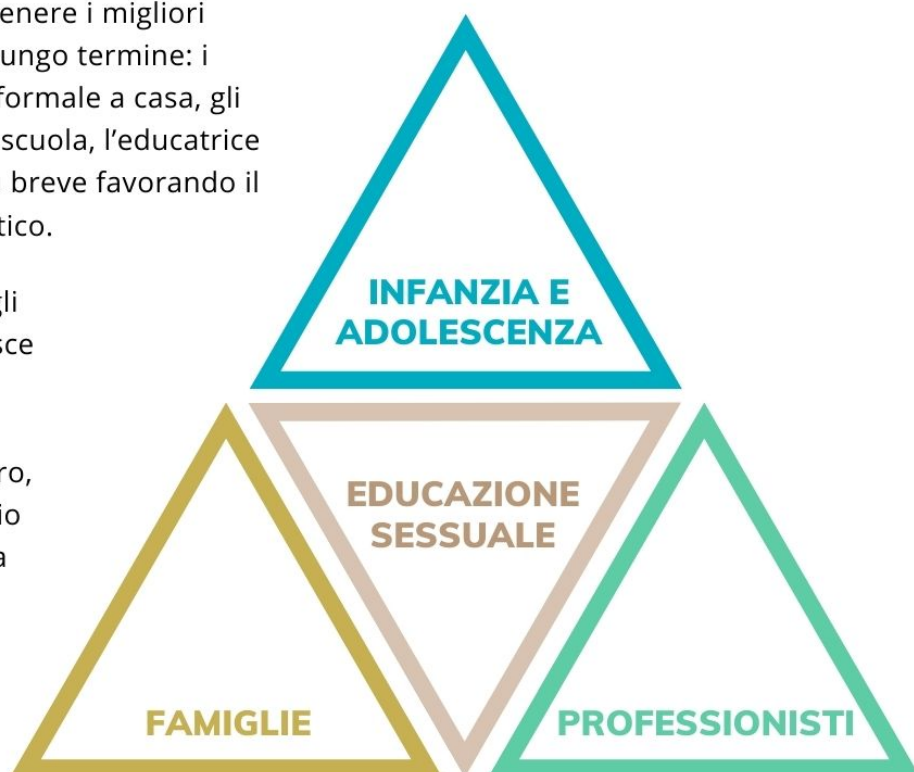 enere i migliori
ungo termine: i
formale a casa, gli
scuola, l'educatrice
breve favorando il
tico.
gli
sce
ro,
io
a
INFANZIA E
ADOLESCENZA
EDUCAZIONE
SESSUALE
FAMIGLIE
PROFESSIONISTI